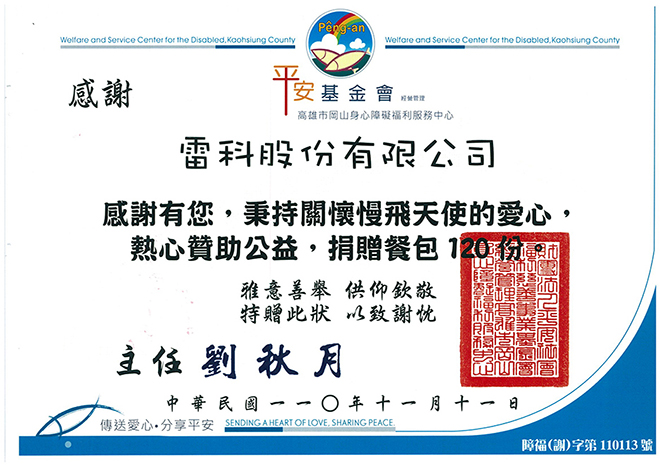 Pêng-an
Welfare and Service Center for the Disabled,Kaohsiung County
Welfare and Service Center for the Disabled,Kaohsiung County
感謝
平安基金會 經營管理
高雄市岡山身心障礙福利服務中心
雷科股份有限公司
感謝有您，秉持關懷慢飛天使的愛心，
熱心贊助公益，捐贈餐包 120 份。
雅意善舉 供仰欽敬
特贈此狀 以致謝忱
主任 劉秋月
中華民國一一〇年十一月十一日
傳送愛心•分享平安 SENDING A HEART OF LOVE. SHARING PEACE.
障福(謝)字第 110113 號